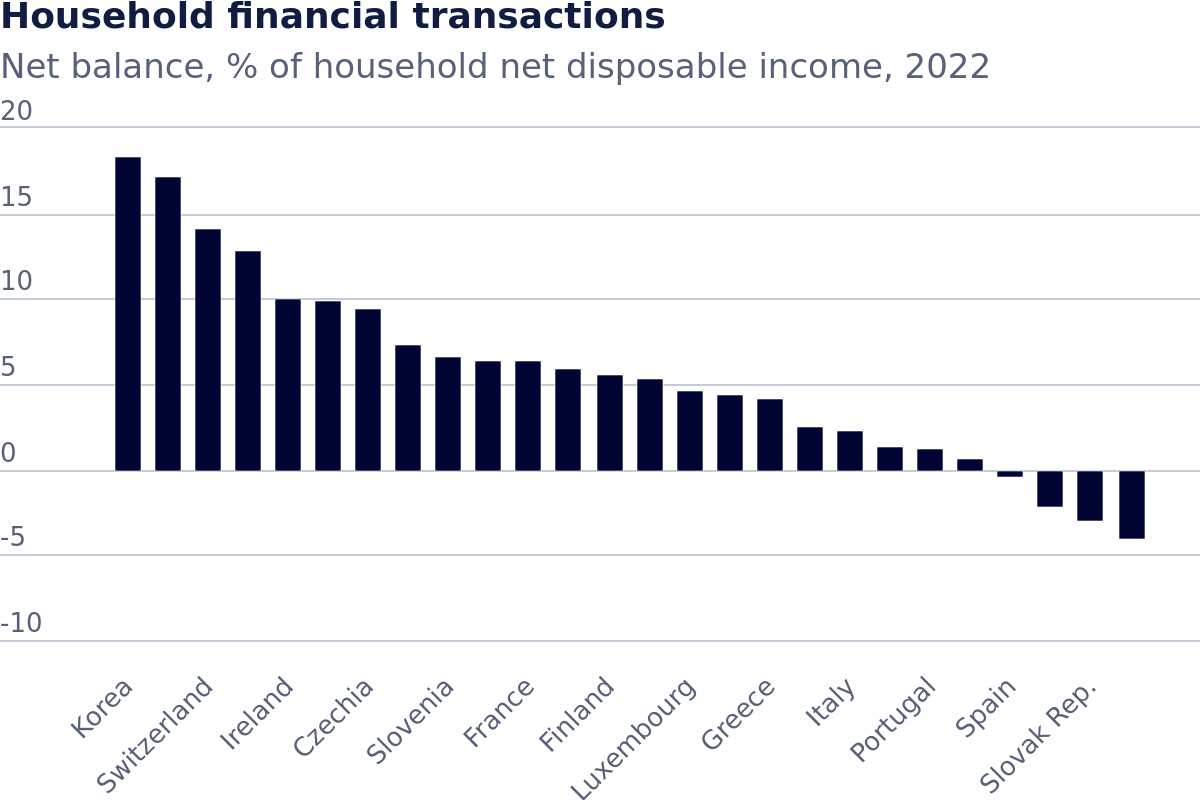 Household financial transactions
Net balance, % of household net disposable income, 2022
20
15
10
5
0
-5
-10
Korea
Switzerland
Ireland
Czechia
Slovenia
France
Finland
Luxembourg
Greece
Italy
Portugal
Spain
Slovak Rep.